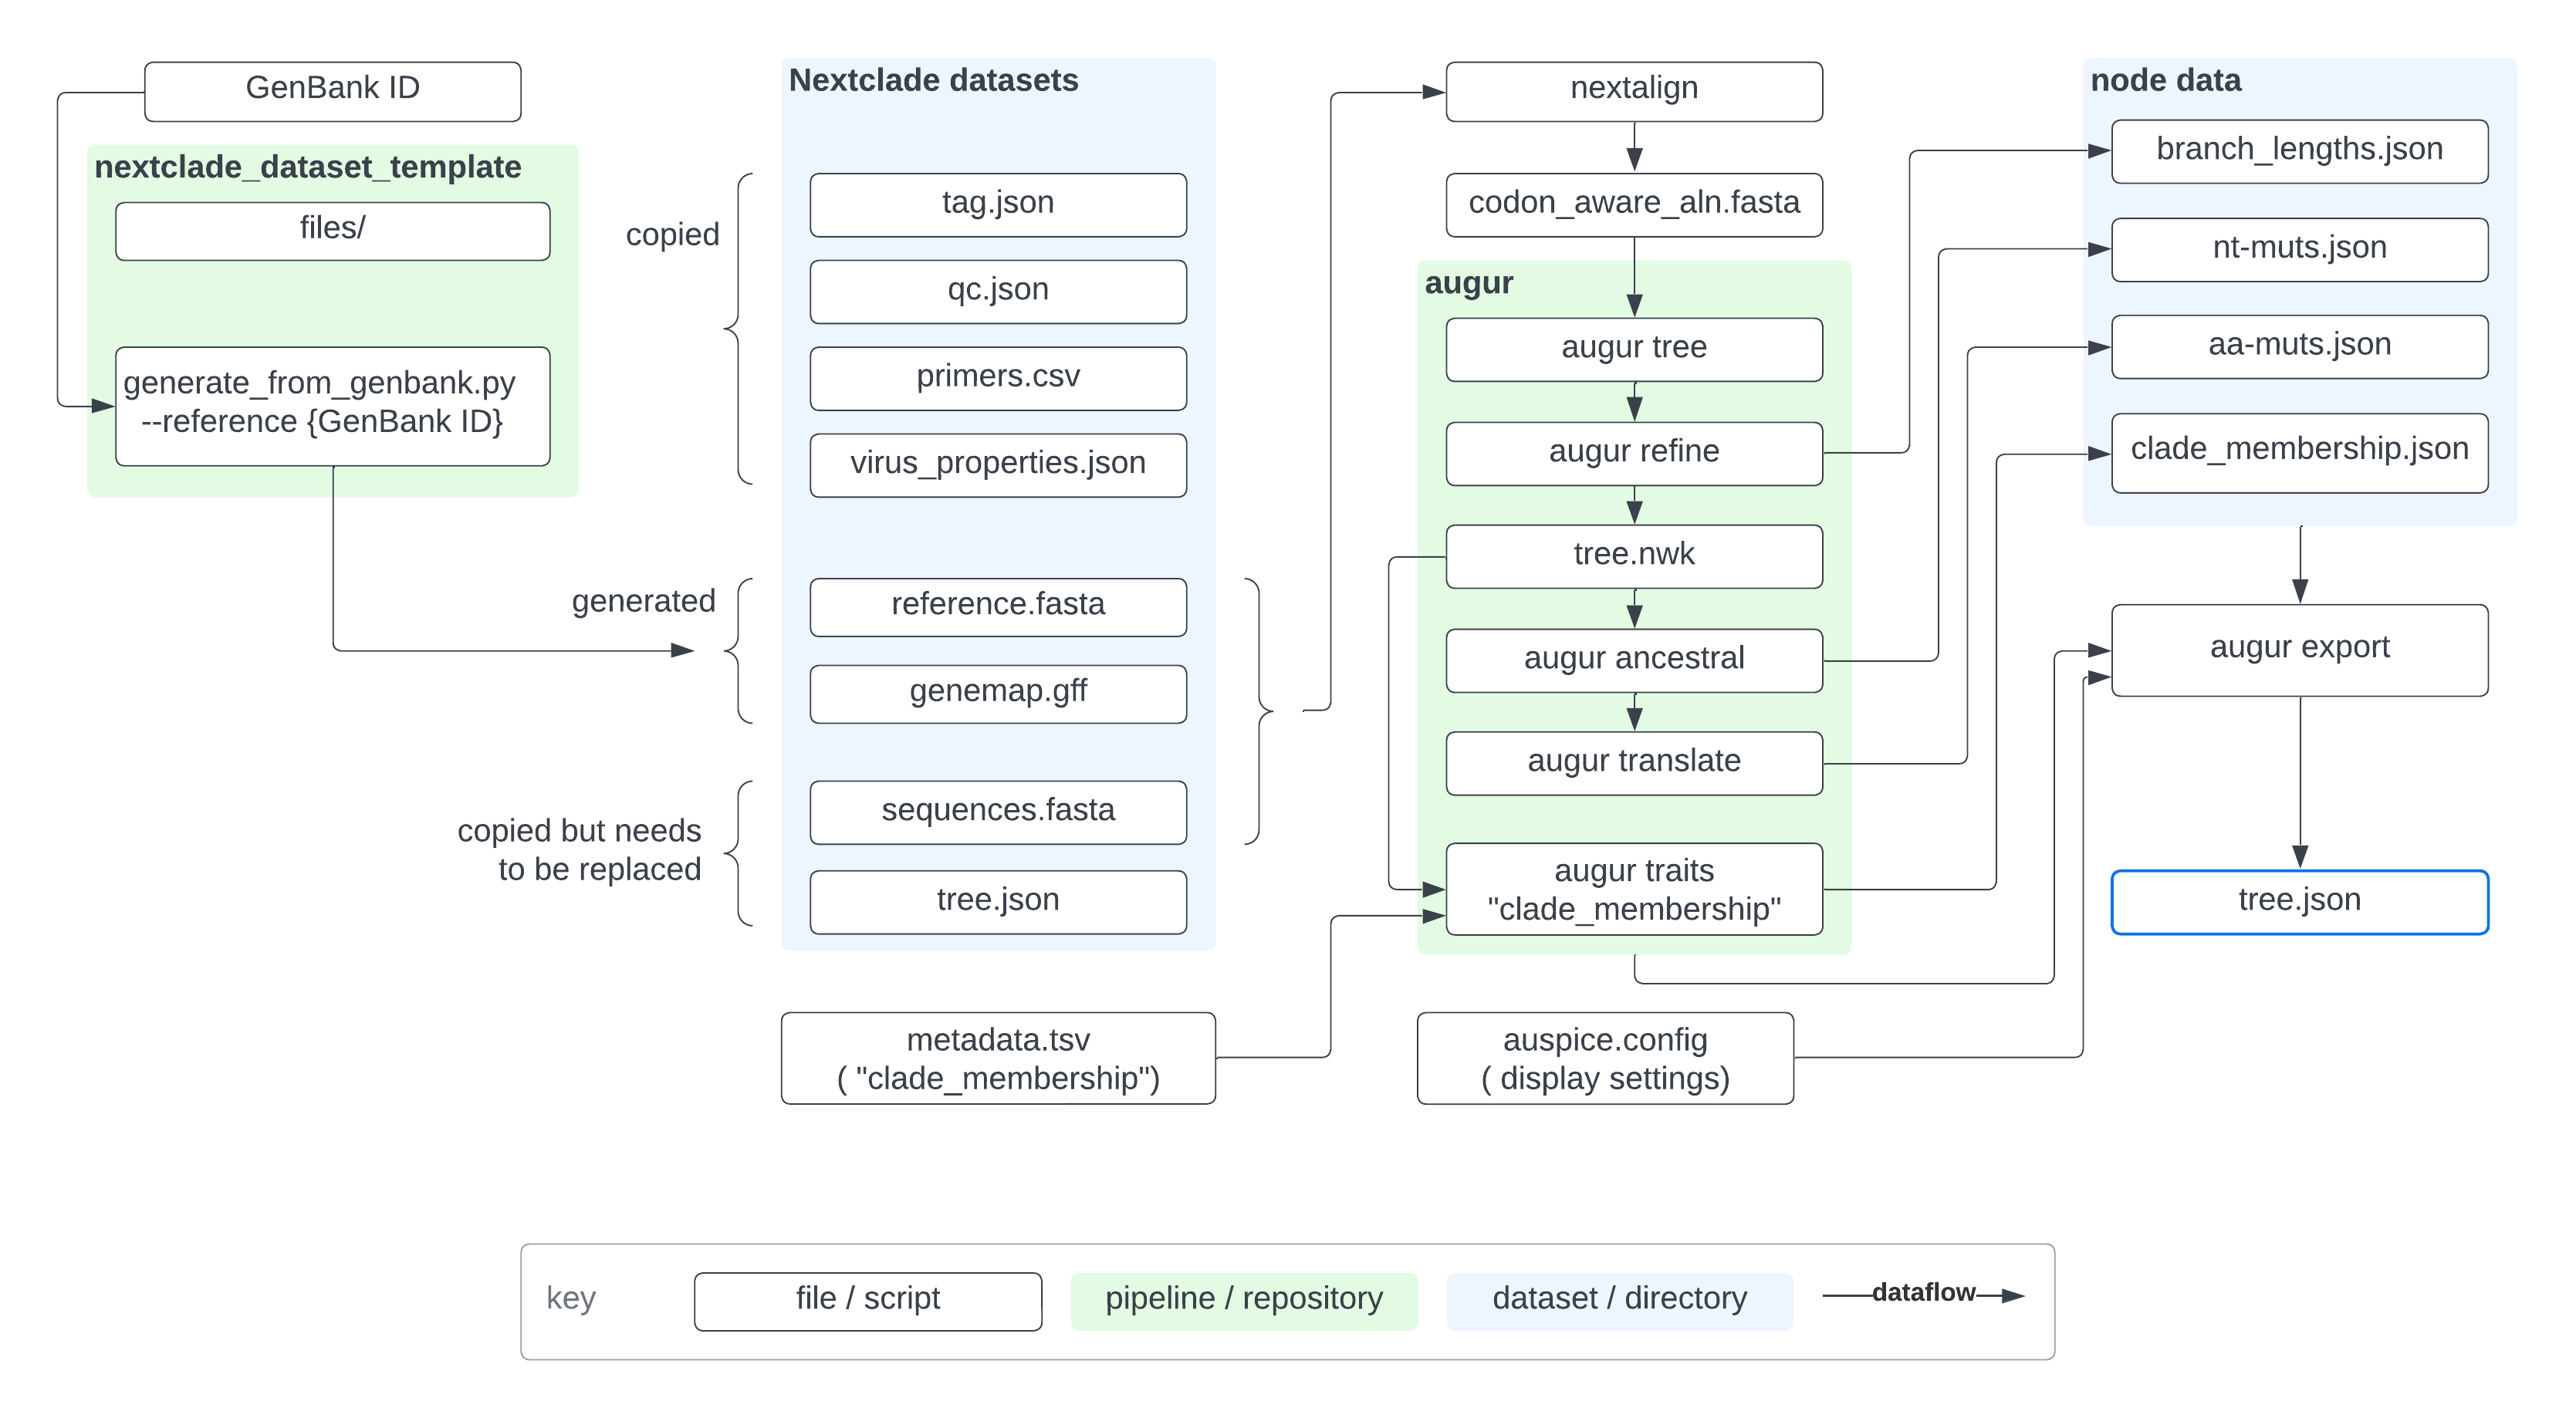 GenBank ID
nextclade_dataset_template
files/
generate_from_genbank.py
--reference {GenBank ID}
copied
generated
copied but needs
to be replaced
Nextclade datasets
tag.json
qc.json
primers.csv
virus_properties.json
reference.fasta
genemap.gff
sequences.fasta
tree.json
metadata.tsv
( "clade_membership")
nextalign
codon_aware_aln.fasta
augur
augur tree
augur refine
tree.nwk
augur ancestral
augur translate
augur traits
"clade_membership"
auspice.config
( display settings)
node data
branch_lengths.json
nt-muts.json
aa-muts.json
clade_membership.json
augur export
tree.json
key
file / script
pipeline / repository
dataset / directory
dataflow